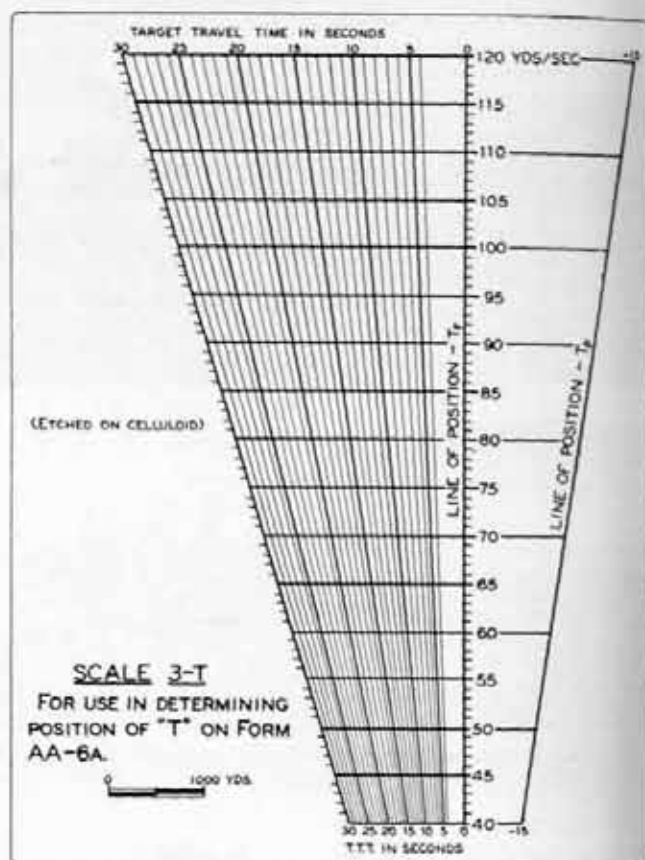 TARGET TRAVEL TIME IN SECONDS
30 25 20 15 10 5 0
120 YDS/SEC
115
110
105
100
95
90
85
80
75
70
65
60
55
50
45
40
LINE OF POSITION - Tp
LINE OF POSITION - Tp
(ETCHED ON CELLULOID)
SCALE 3-T
FOR USE IN DETERMINING
POSITION OF "T" ON FORM
AA-6A.
0 1000 YDS.
30 25 20 15 10 5 0 -15
T.T.T. IN SECONDS